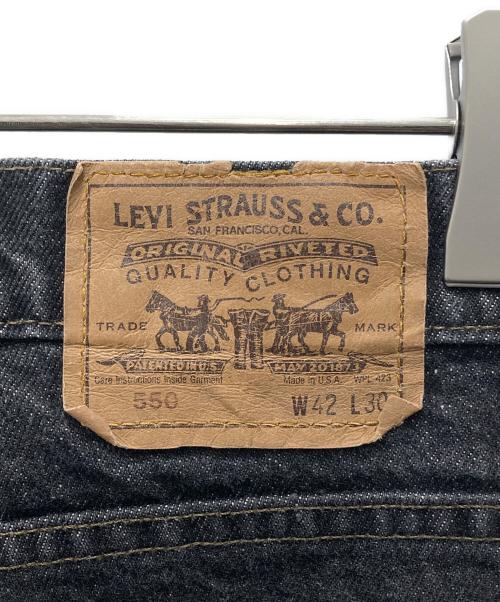 LEVI STRAUSS & CO.
SAN FRANCISCO, CAL.
ORIGINAL RIVETED
QUALITY CLOTHING
TRADE MARK
PATENTED IN U.S. MAY 20 1873
Care Instructions Inside Garment Made in U.S.A. WPL 423
550 W42 L30